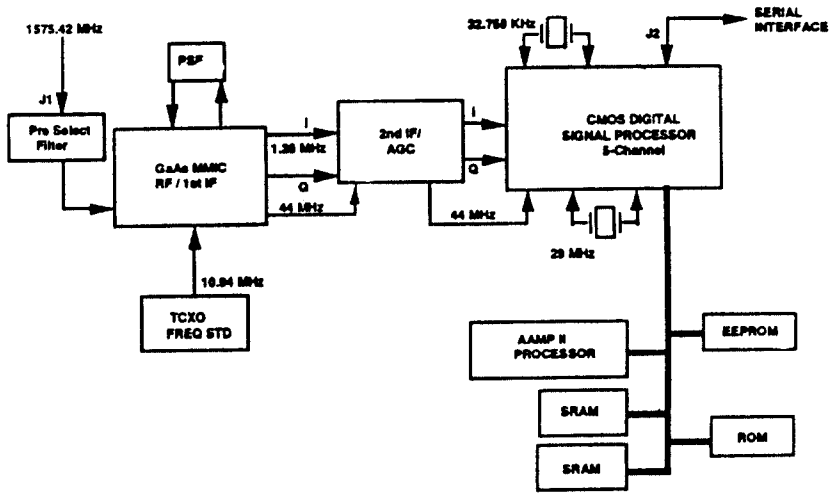 1575.42 MHz
J1
Pre Select
Filter
PSF
GaAs MMIC
RF / 1st IF
I
1.26 MHz
Q
44 MHz
10.94 MHz
TCXO
FREQ STD
2nd IF/
AGC
I
Q
44 MHz
32.758 KHz
J2
SERIAL
INTERFACE
CMOS DIGITAL
SIGNAL PROCESSOR
5-Channel
29 MHz
AAMP II
PROCESSOR
EEPROM
SRAM
ROM
SRAM